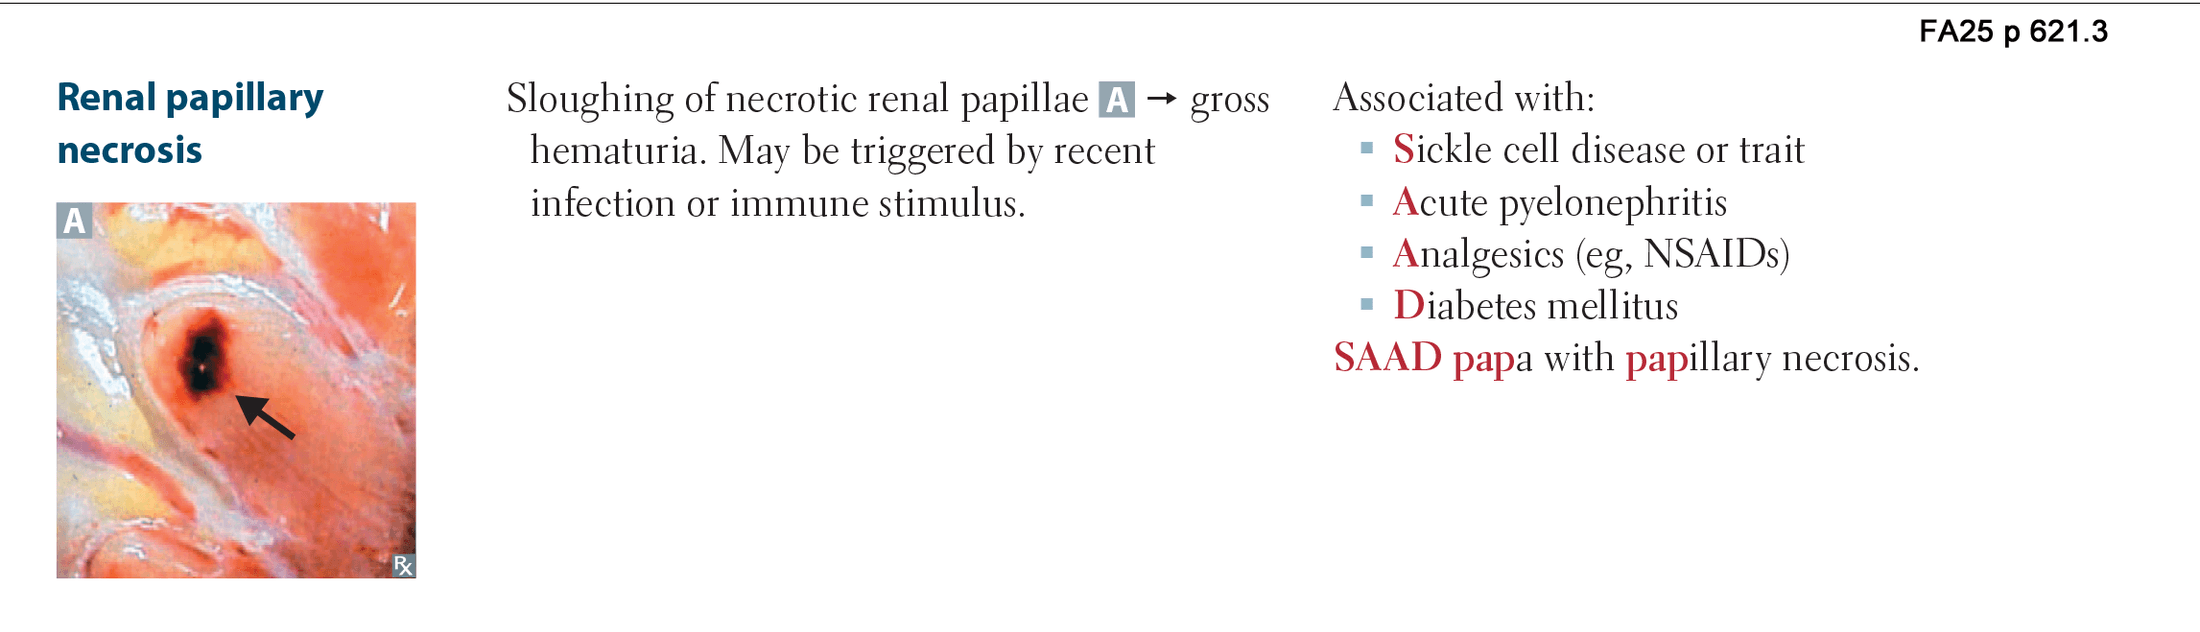 FA25 p 621.3
Renal papillary
necrosis
A
℞
Sloughing of necrotic renal papillae A → gross
hematuria. May be triggered by recent
infection or immune stimulus.
Associated with:
▪ Sickle cell disease or trait
▪ Acute pyelonephritis
▪ Analgesics (eg, NSAIDs)
▪ Diabetes mellitus
SAAD papa with papillary necrosis.